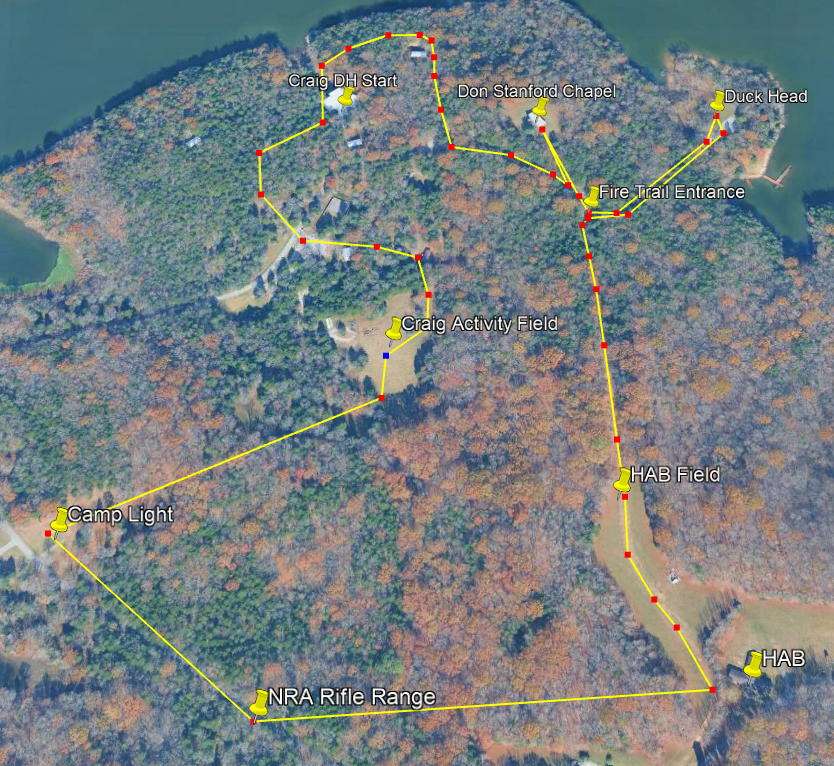 Craig DH Start
Don Stanford Chapel
Duck Head
Fire Trail Entrance
Craig Activity Field
HAB Field
Camp Light
HAB
NRA Rifle Range